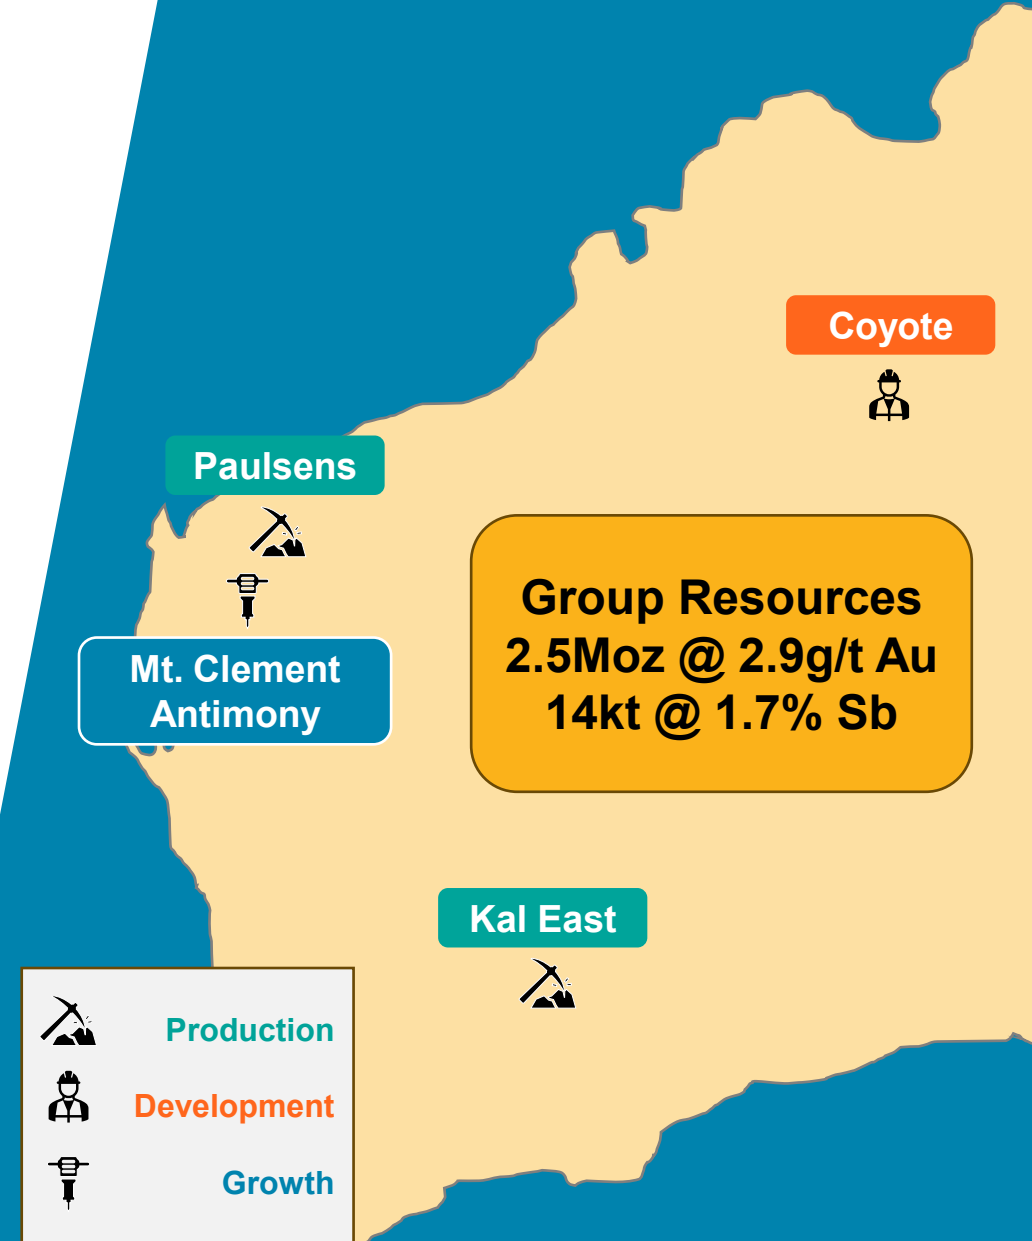 Coyote
Paulsens
Group Resources
2.5Moz @ 2.9g/t Au
14kt @ 1.7% Sb
Mt. Clement
Antimony
Kal East
Production
Development
Growth